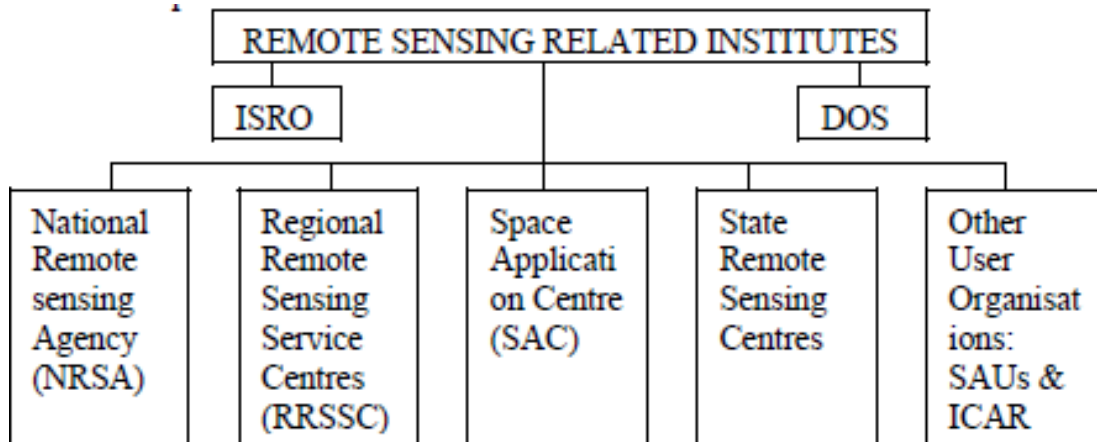 REMOTE SENSING RELATED INSTITUTES
ISRO
DOS
National
Remote
sensing
Agency
(NRSA)
Regional
Remote
Sensing
Service
Centres
(RRSSC)
Space
Applicati
on Centre
(SAC)
State
Remote
Sensing
Centres
Other
User
Organisat
ions:
SAUs &
ICAR